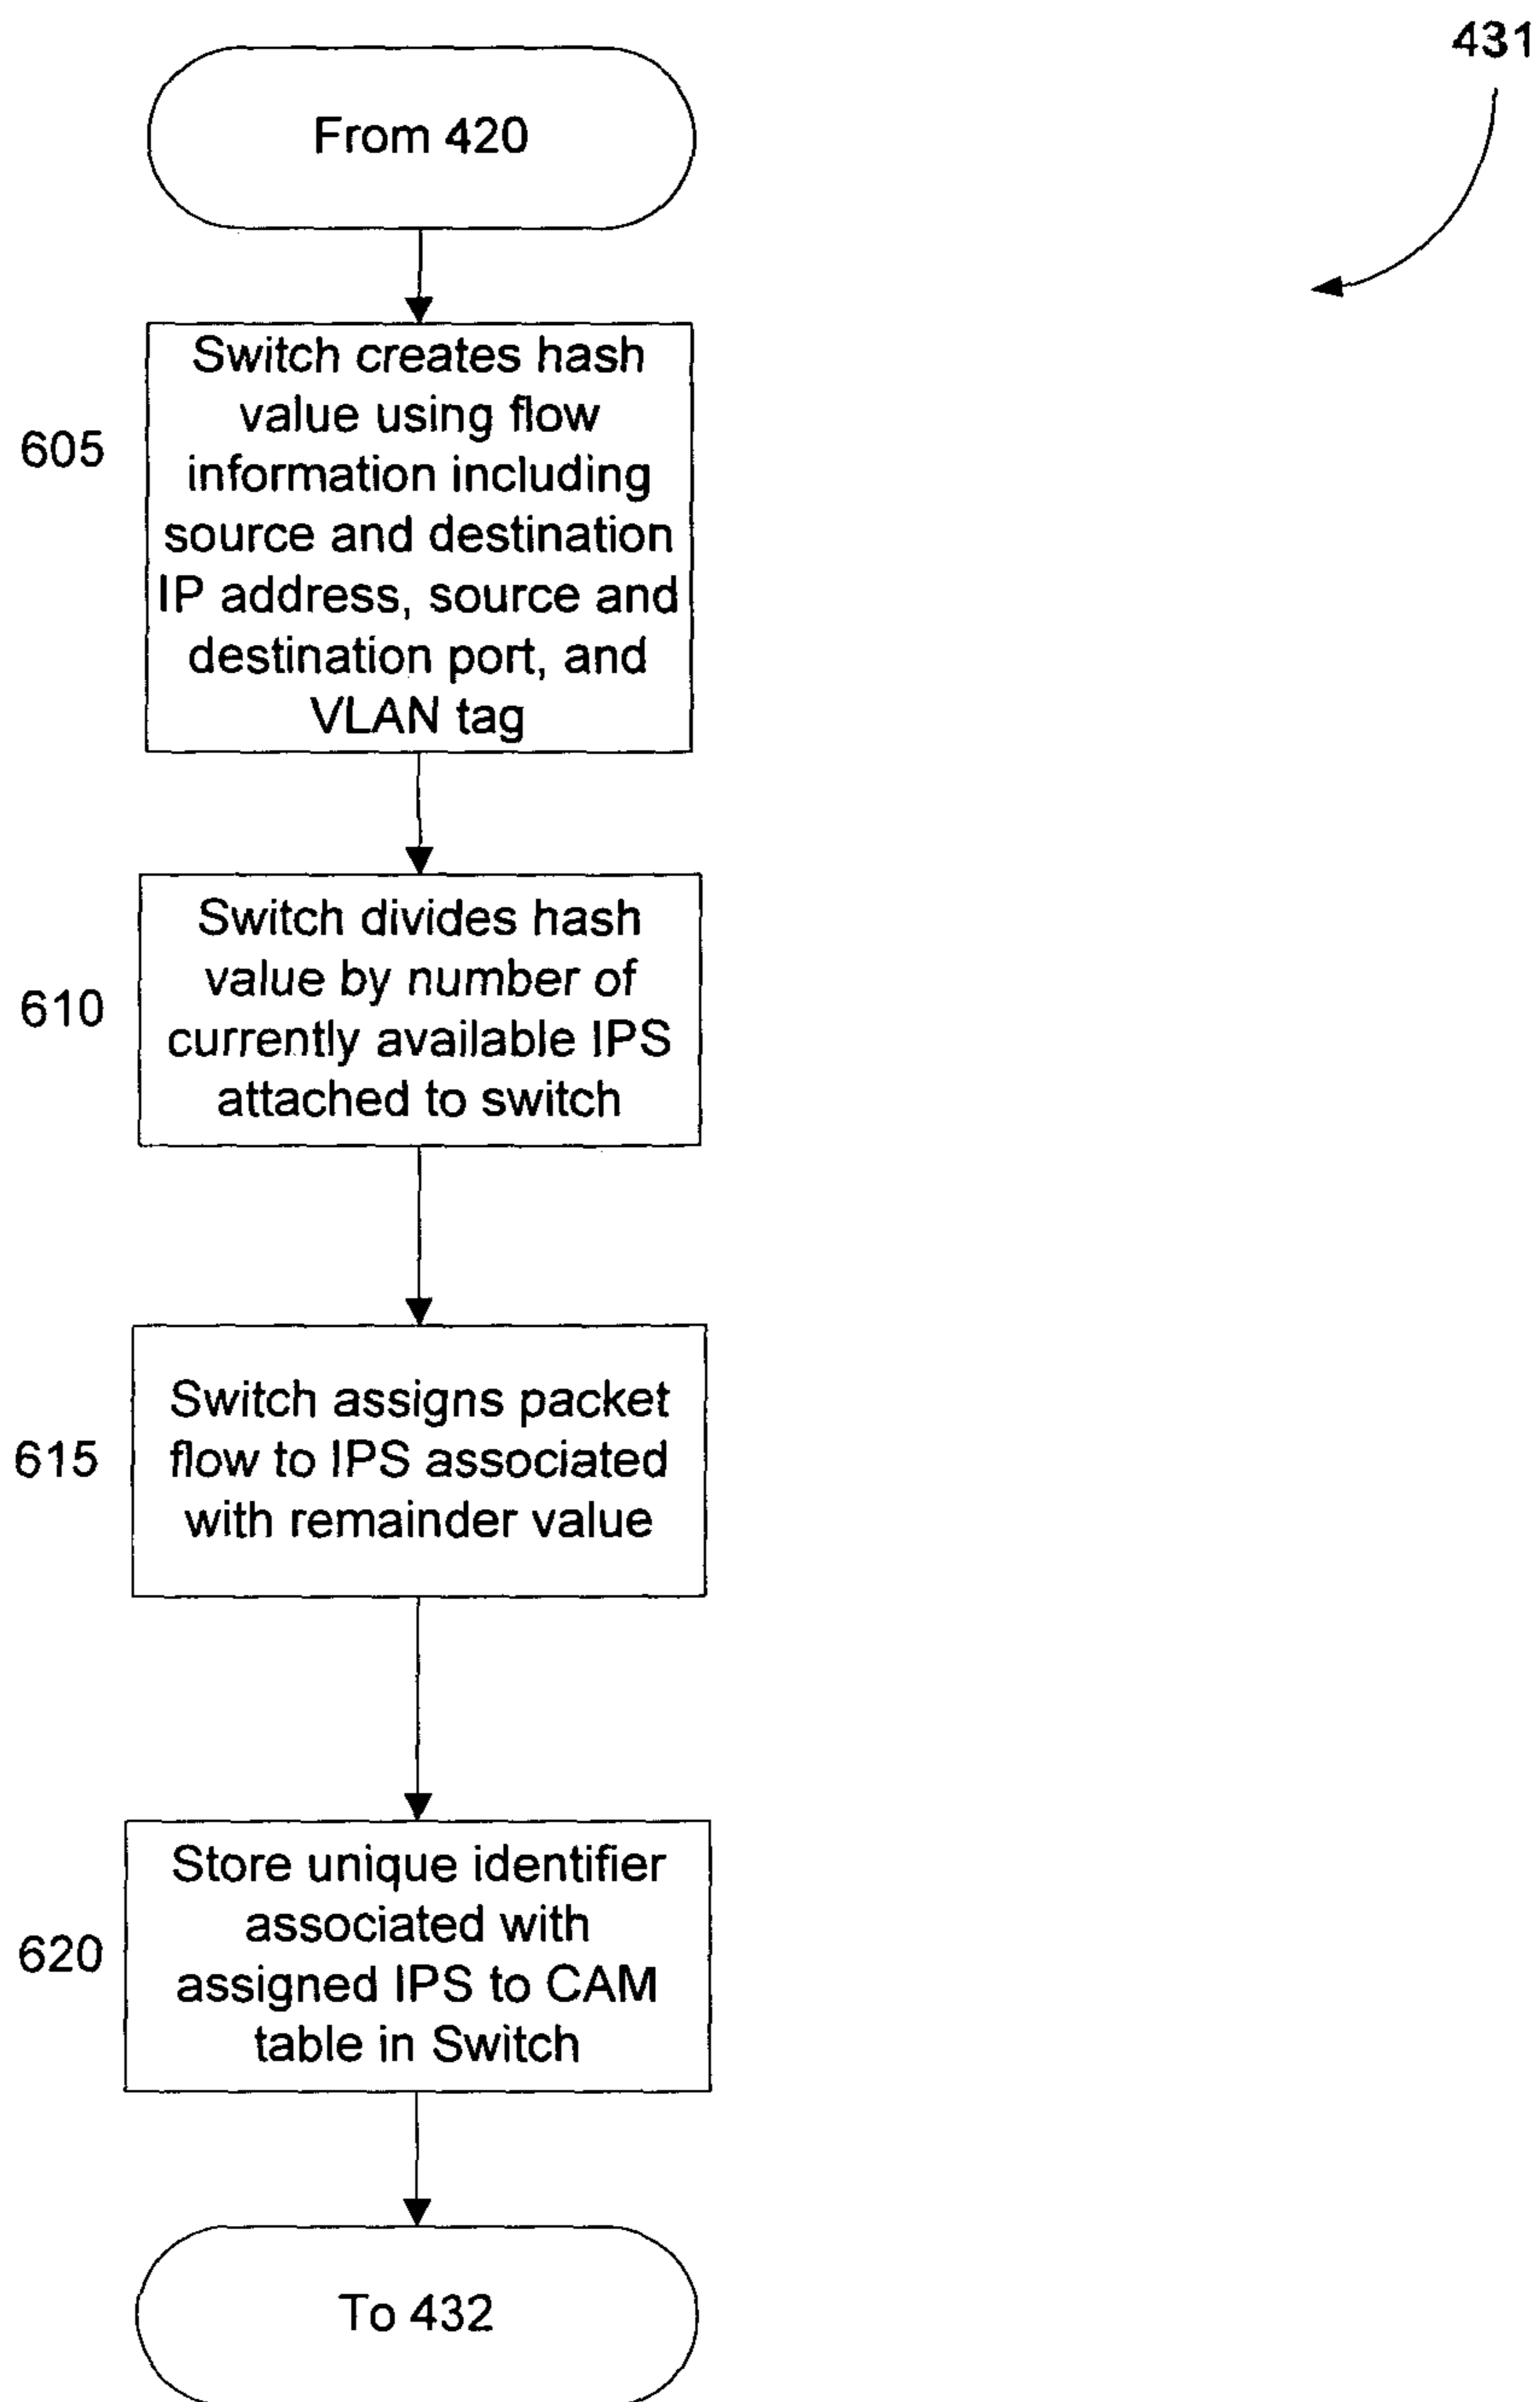 431
From 420
605
Switch creates hash
value using flow
information including
source and destination
IP address, source and
destination port, and
VLAN tag
610
Switch divides hash
value by number of
currently available IPS
attached to switch
615
Switch assigns packet
flow to IPS associated
with remainder value
620
Store unique identifier
associated with
assigned IPS to CAM
table in Switch
To 432